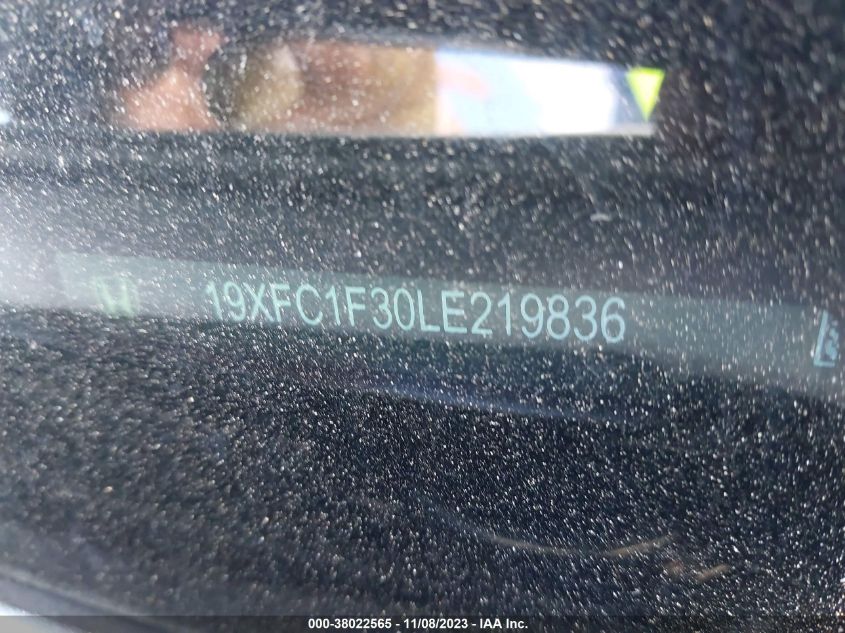 19XFC1F30LE219836
000-38022565 - 11/08/2023 - IAA Inc.